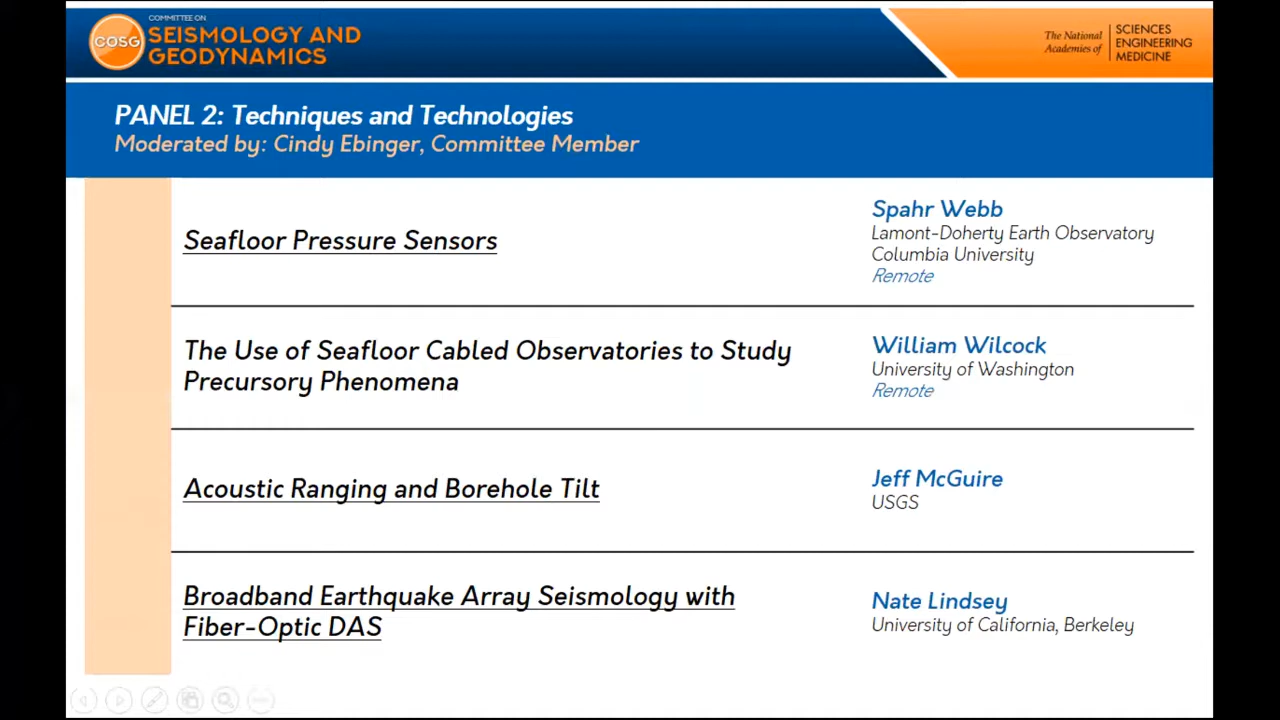 COMMITTEE ON
COSG
SEISMOLOGY AND
GEODYNAMICS
The National
Academies of
SCIENCES
ENGINEERING
MEDICINE
PANEL 2: Techniques and Technologies
Moderated by: Cindy Ebinger, Committee Member
Seafloor Pressure Sensors
Spahr Webb
Lamont-Doherty Earth Observatory
Columbia University
Remote
The Use of Seafloor Cabled Observatories to Study
Precursory Phenomena
William Wilcock
University of Washington
Remote
Acoustic Ranging and Borehole Tilt
Jeff McGuire
USGS
Broadband Earthquake Array Seismology with
Fiber-Optic DAS
Nate Lindsey
University of California, Berkeley